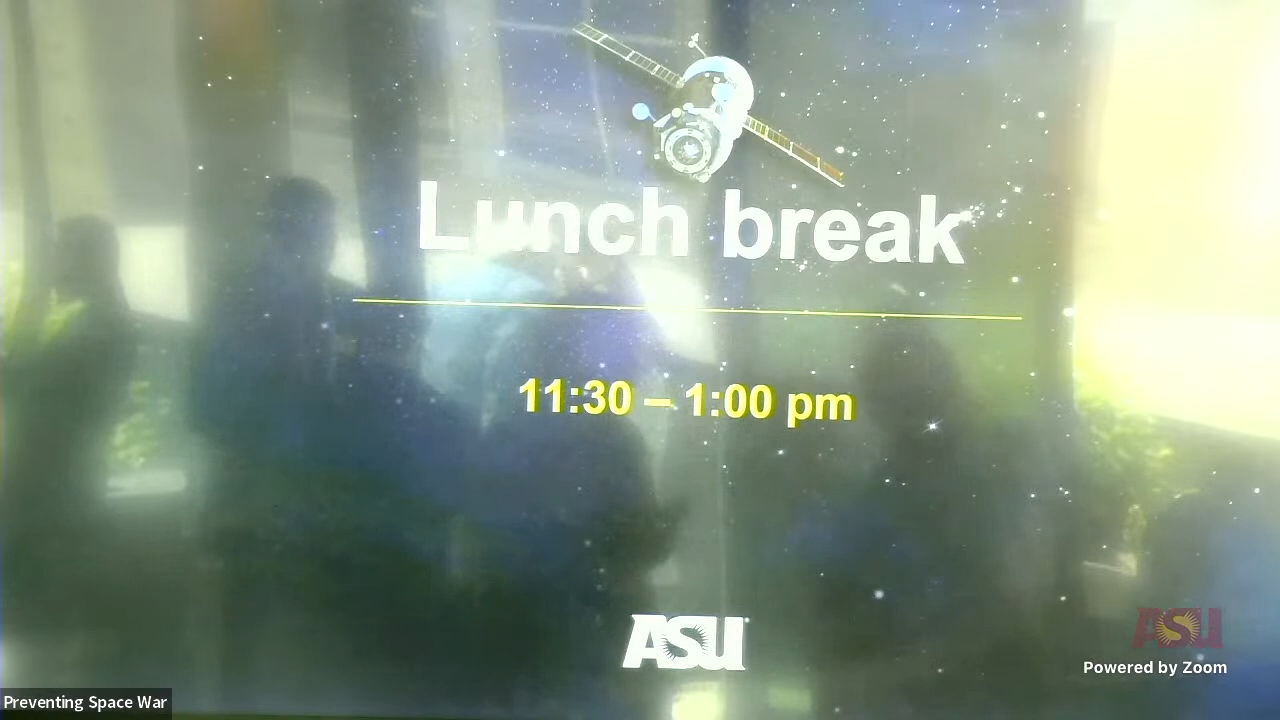 Lunch break
11:30 – 1:00 pm
ASU
ASU
Powered by Zoom
Preventing Space War